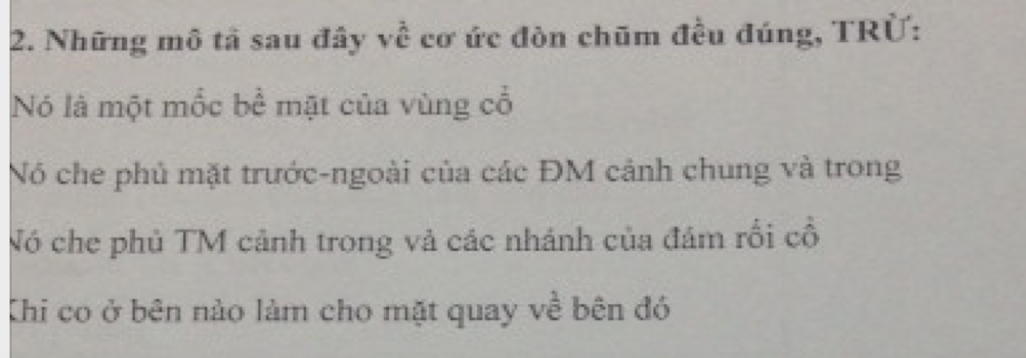 2. Những mô tả sau đây về cơ ức đòn chũm đều đúng, TRỪ:
Nó là một mốc bề mặt của vùng cổ
Nó che phủ mặt trước-ngoài của các ĐM cảnh chung và trong
Nó che phủ TM cảnh trong và các nhánh của đám rối cổ
Khi co ở bên nào làm cho mặt quay về bên đó